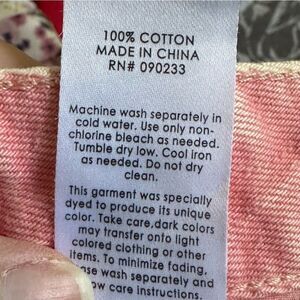 100% COTTON
MADE IN CHINA
RN# 090233
Machine wash separately in
cold water. Use only non-
chlorine bleach as needed.
Tumble dry low. Cool iron
as needed. Do not dry
clean.
This garment was specially
dyed to produce its unique
color. Take care,dark colors
may transfer onto light
colored clothing or other
items. To minimize fading,
se wash separately and
ow care instructions.